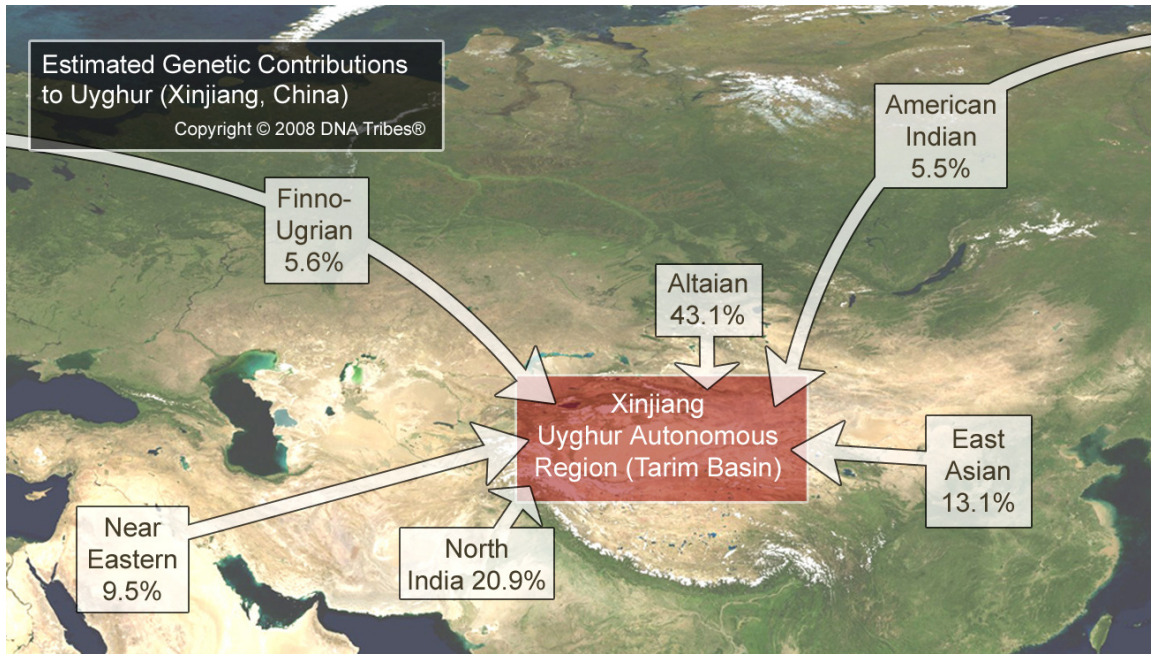 Estimated Genetic Contributions
to Uyghur (Xinjiang, China)
Copyright © 2008 DNA Tribes®
American
Indian
5.5%
Finno-
Ugrian
5.6%
Altaian
43.1%
Xinjiang
Uyghur Autonomous
Region (Tarim Basin)
East
Asian
13.1%
Near
Eastern
9.5%
North
India 20.9%